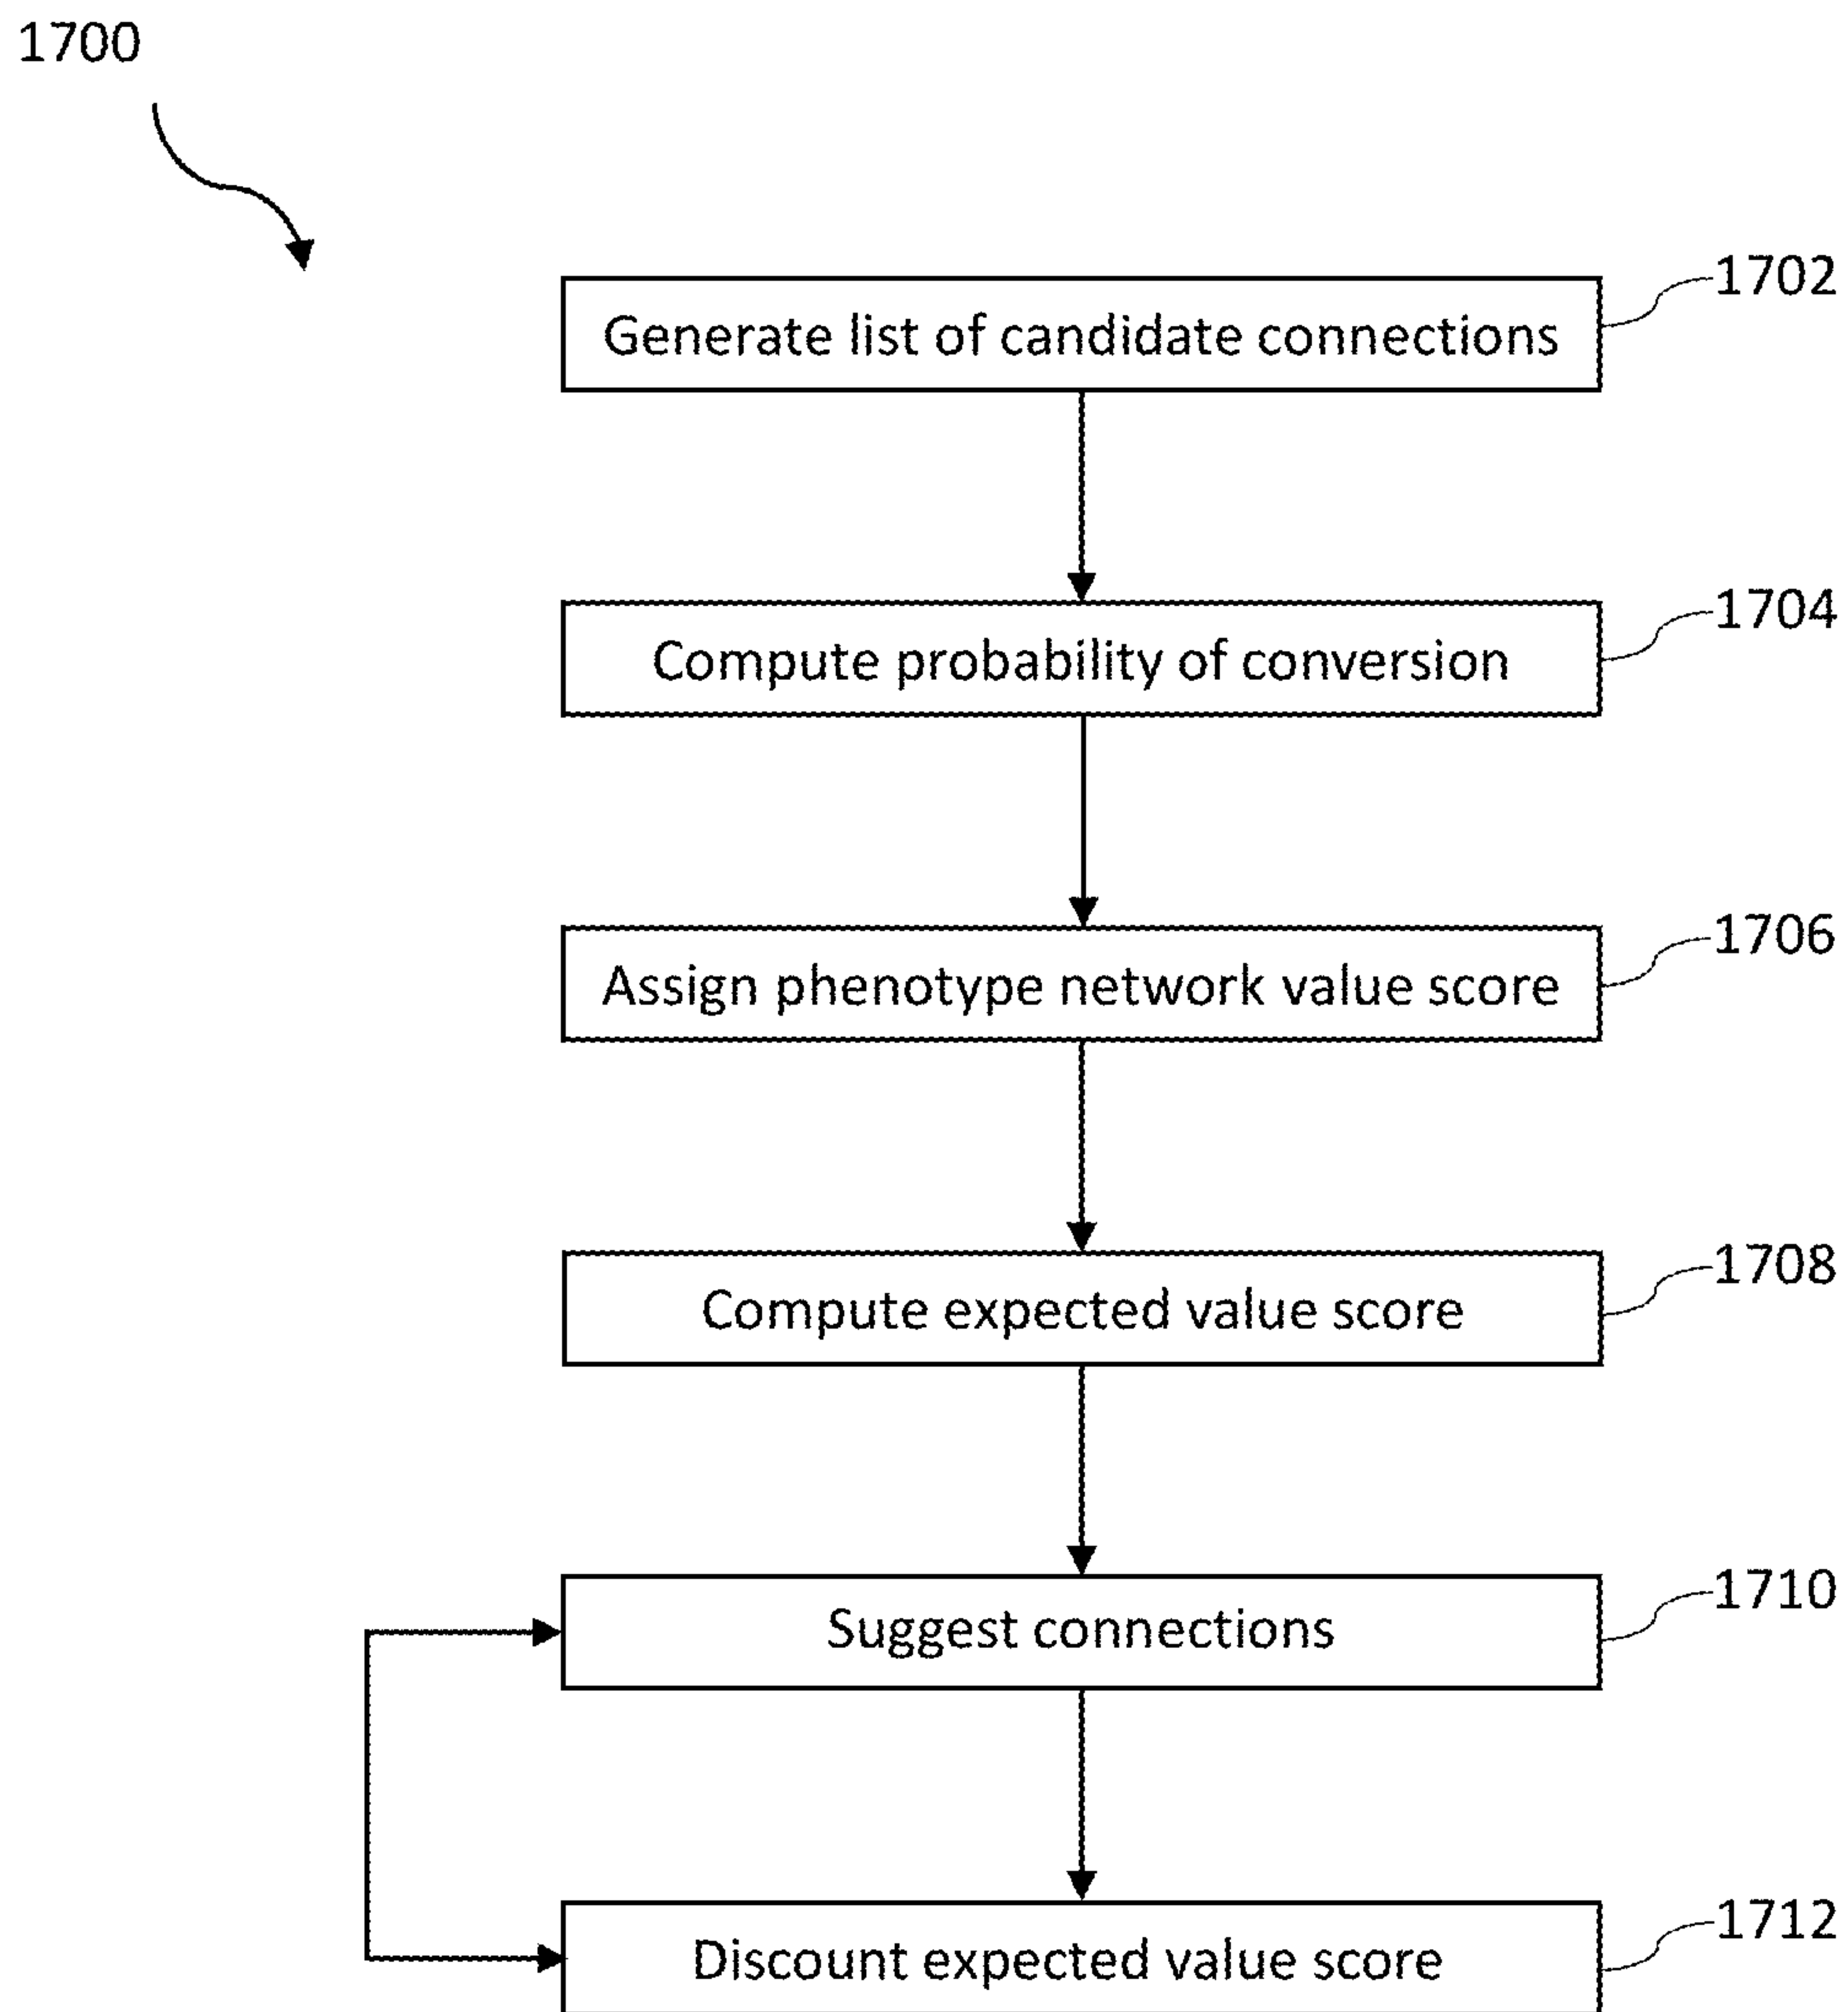 1700
Generate list of candidate connections
1702
Compute probability of conversion
1704
Assign phenotype network value score
1706
Compute expected value score
1708
Suggest connections
1710
Discount expected value score
1712